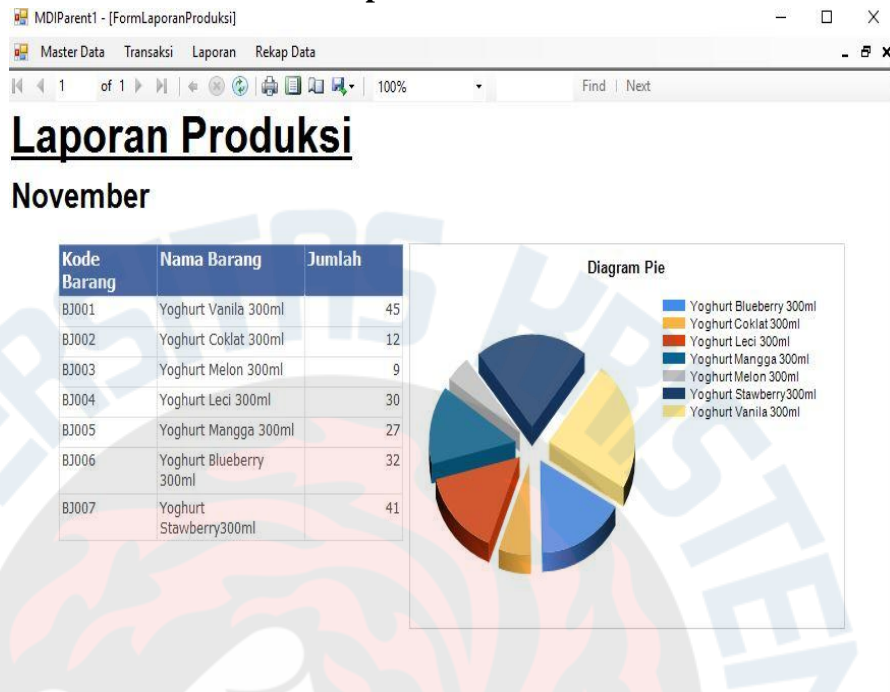 MDIParent1 - [FormLaporanProduksi]
Master Data Transaksi Laporan Rekap Data
1 of 1 100% Find | Next
Laporan Produksi
November
Kode Barang Nama Barang Jumlah
BJ001 Yoghurt Vanila 300ml 45
BJ002 Yoghurt Coklat 300ml 12
BJ003 Yoghurt Melon 300ml 9
BJ004 Yoghurt Leci 300ml 30
BJ005 Yoghurt Mangga 300ml 27
BJ006 Yoghurt Blueberry 300ml 32
BJ007 Yoghurt Stawberry300ml 41
Diagram Pie
Yoghurt Blueberry 300ml
Yoghurt Coklat 300ml
Yoghurt Leci 300ml
Yoghurt Mangga 300ml
Yoghurt Melon 300ml
Yoghurt Stawberry300ml
Yoghurt Vanila 300ml